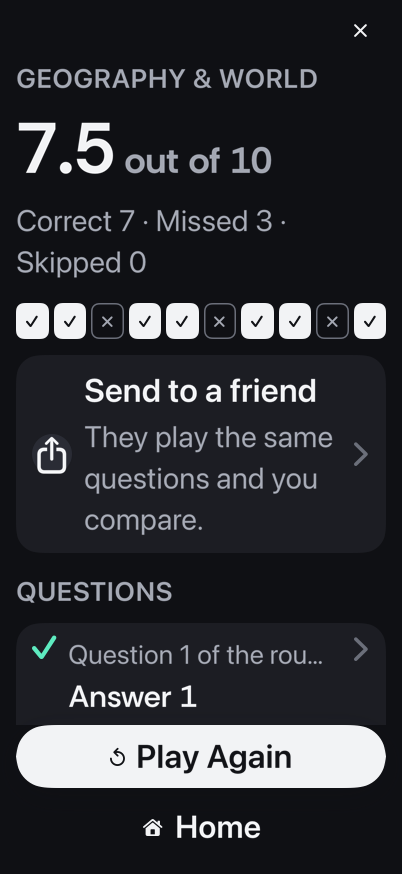 GEOGRAPHY & WORLD
7.5 out of 10
Correct 7 · Missed 3 ·
Skipped 0
Send to a friend
They play the same
questions and you
compare.
QUESTIONS
Question 1 of the rou...
Answer 1
Play Again
Home